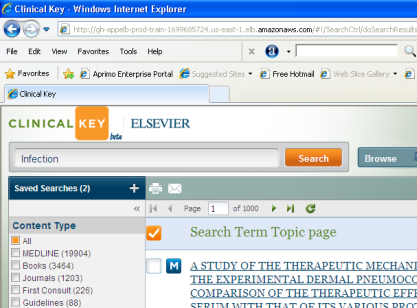 Clinical Key - Windows Internet Explorer
http://gh-appelb-prod-train-1699685724.us-east-1.elb.amazonaws.com/#!/SearchCtrl/doSearchResults
File Edit View Favorites Tools Help
x a
Favorites Aprimo Enterprise Portal Suggested Sites Free Hotmail Web Slice Gallery
Clinical Key
CLINICAL KEY beta ELSEVIER
Infection Search Browse
Saved Searches (2) +
« Page 1 of 1000
Content Type
All
MEDLINE (19904)
Books (3464)
Journals (1203)
First Consult (226)
Guidelines (88)
Search Term Topic page
M A STUDY OF THE THERAPEUTIC MECHANI
THE EXPERIMENTAL DERMAL PNEUMOC
COMPARISON OF THE THERAPEUTIC EFF
SERUM WITH THAT OF ITS VARIOUS PRO